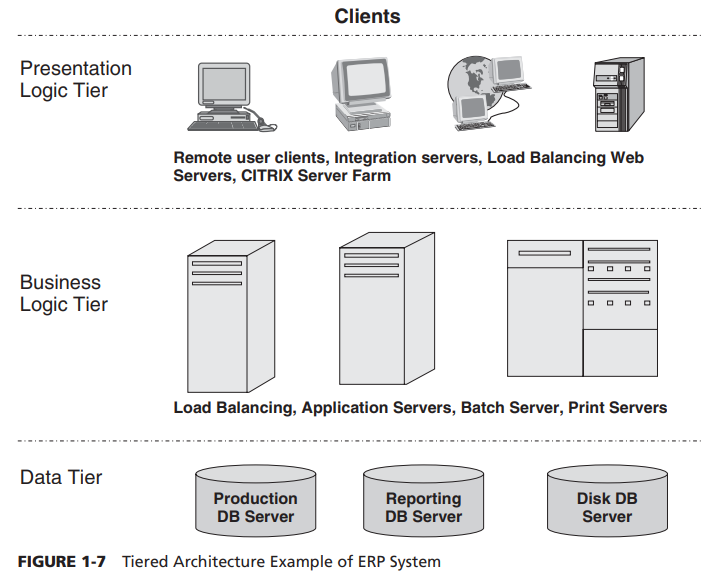 Clients
Presentation
Logic Tier
Remote user clients, Integration servers, Load Balancing Web
Servers, CITRIX Server Farm
Business
Logic Tier
Load Balancing, Application Servers, Batch Server, Print Servers
Data Tier
Production
DB Server
Reporting
DB Server
Disk DB
Server
FIGURE 1-7 Tiered Architecture Example of ERP System